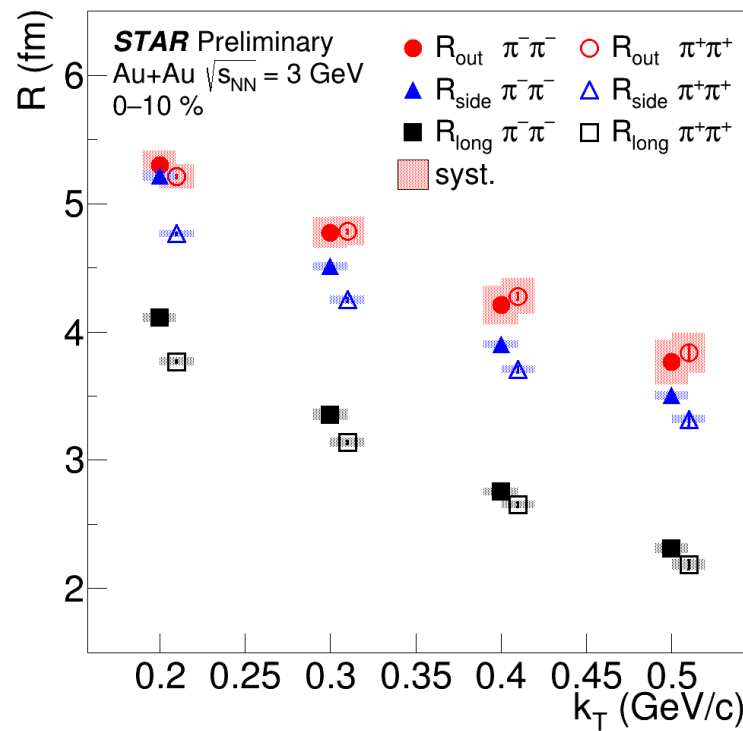 STAR Preliminary
Au+Au √sNN = 3 GeV
0–10 %
Rout π⁻π⁻
Rout π⁺π⁺
Rside π⁻π⁻
Rside π⁺π⁺
Rlong π⁻π⁻
Rlong π⁺π⁺
syst.
R (fm)
6
5
4
3
2
0.2 0.25 0.3 0.35 0.4 0.45 0.5
kT (GeV/c)